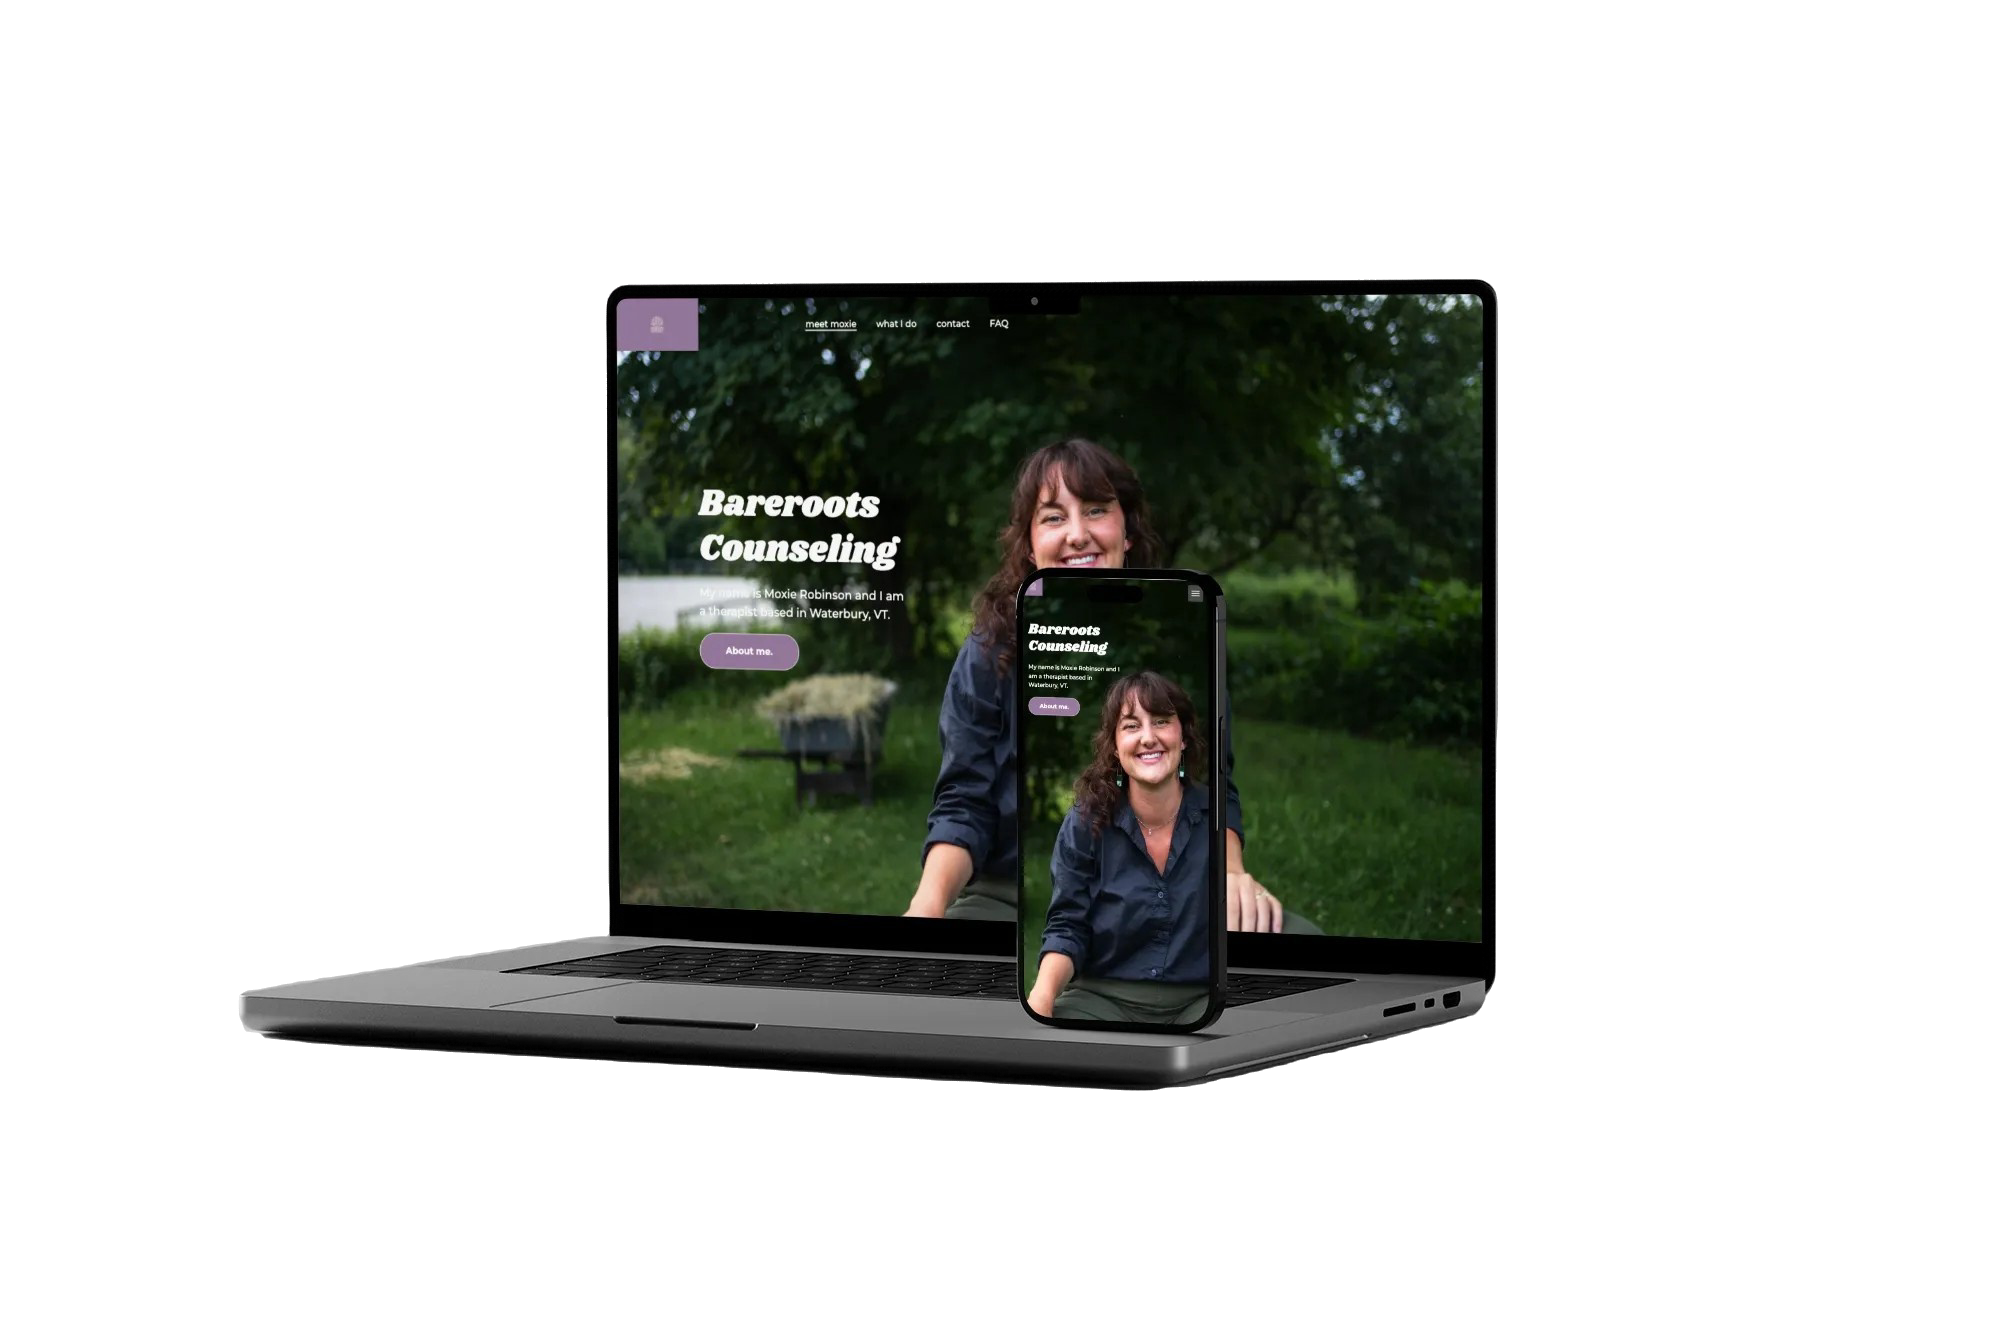 meet moxie what I do contact FAQ
Bareroots
Counseling
My name is Moxie Robinson and I am
a therapist based in Waterbury, VT.
About me.
Bareroots
Counseling
My name is Moxie Robinson and I
am a therapist based in
Waterbury, VT.
About me.